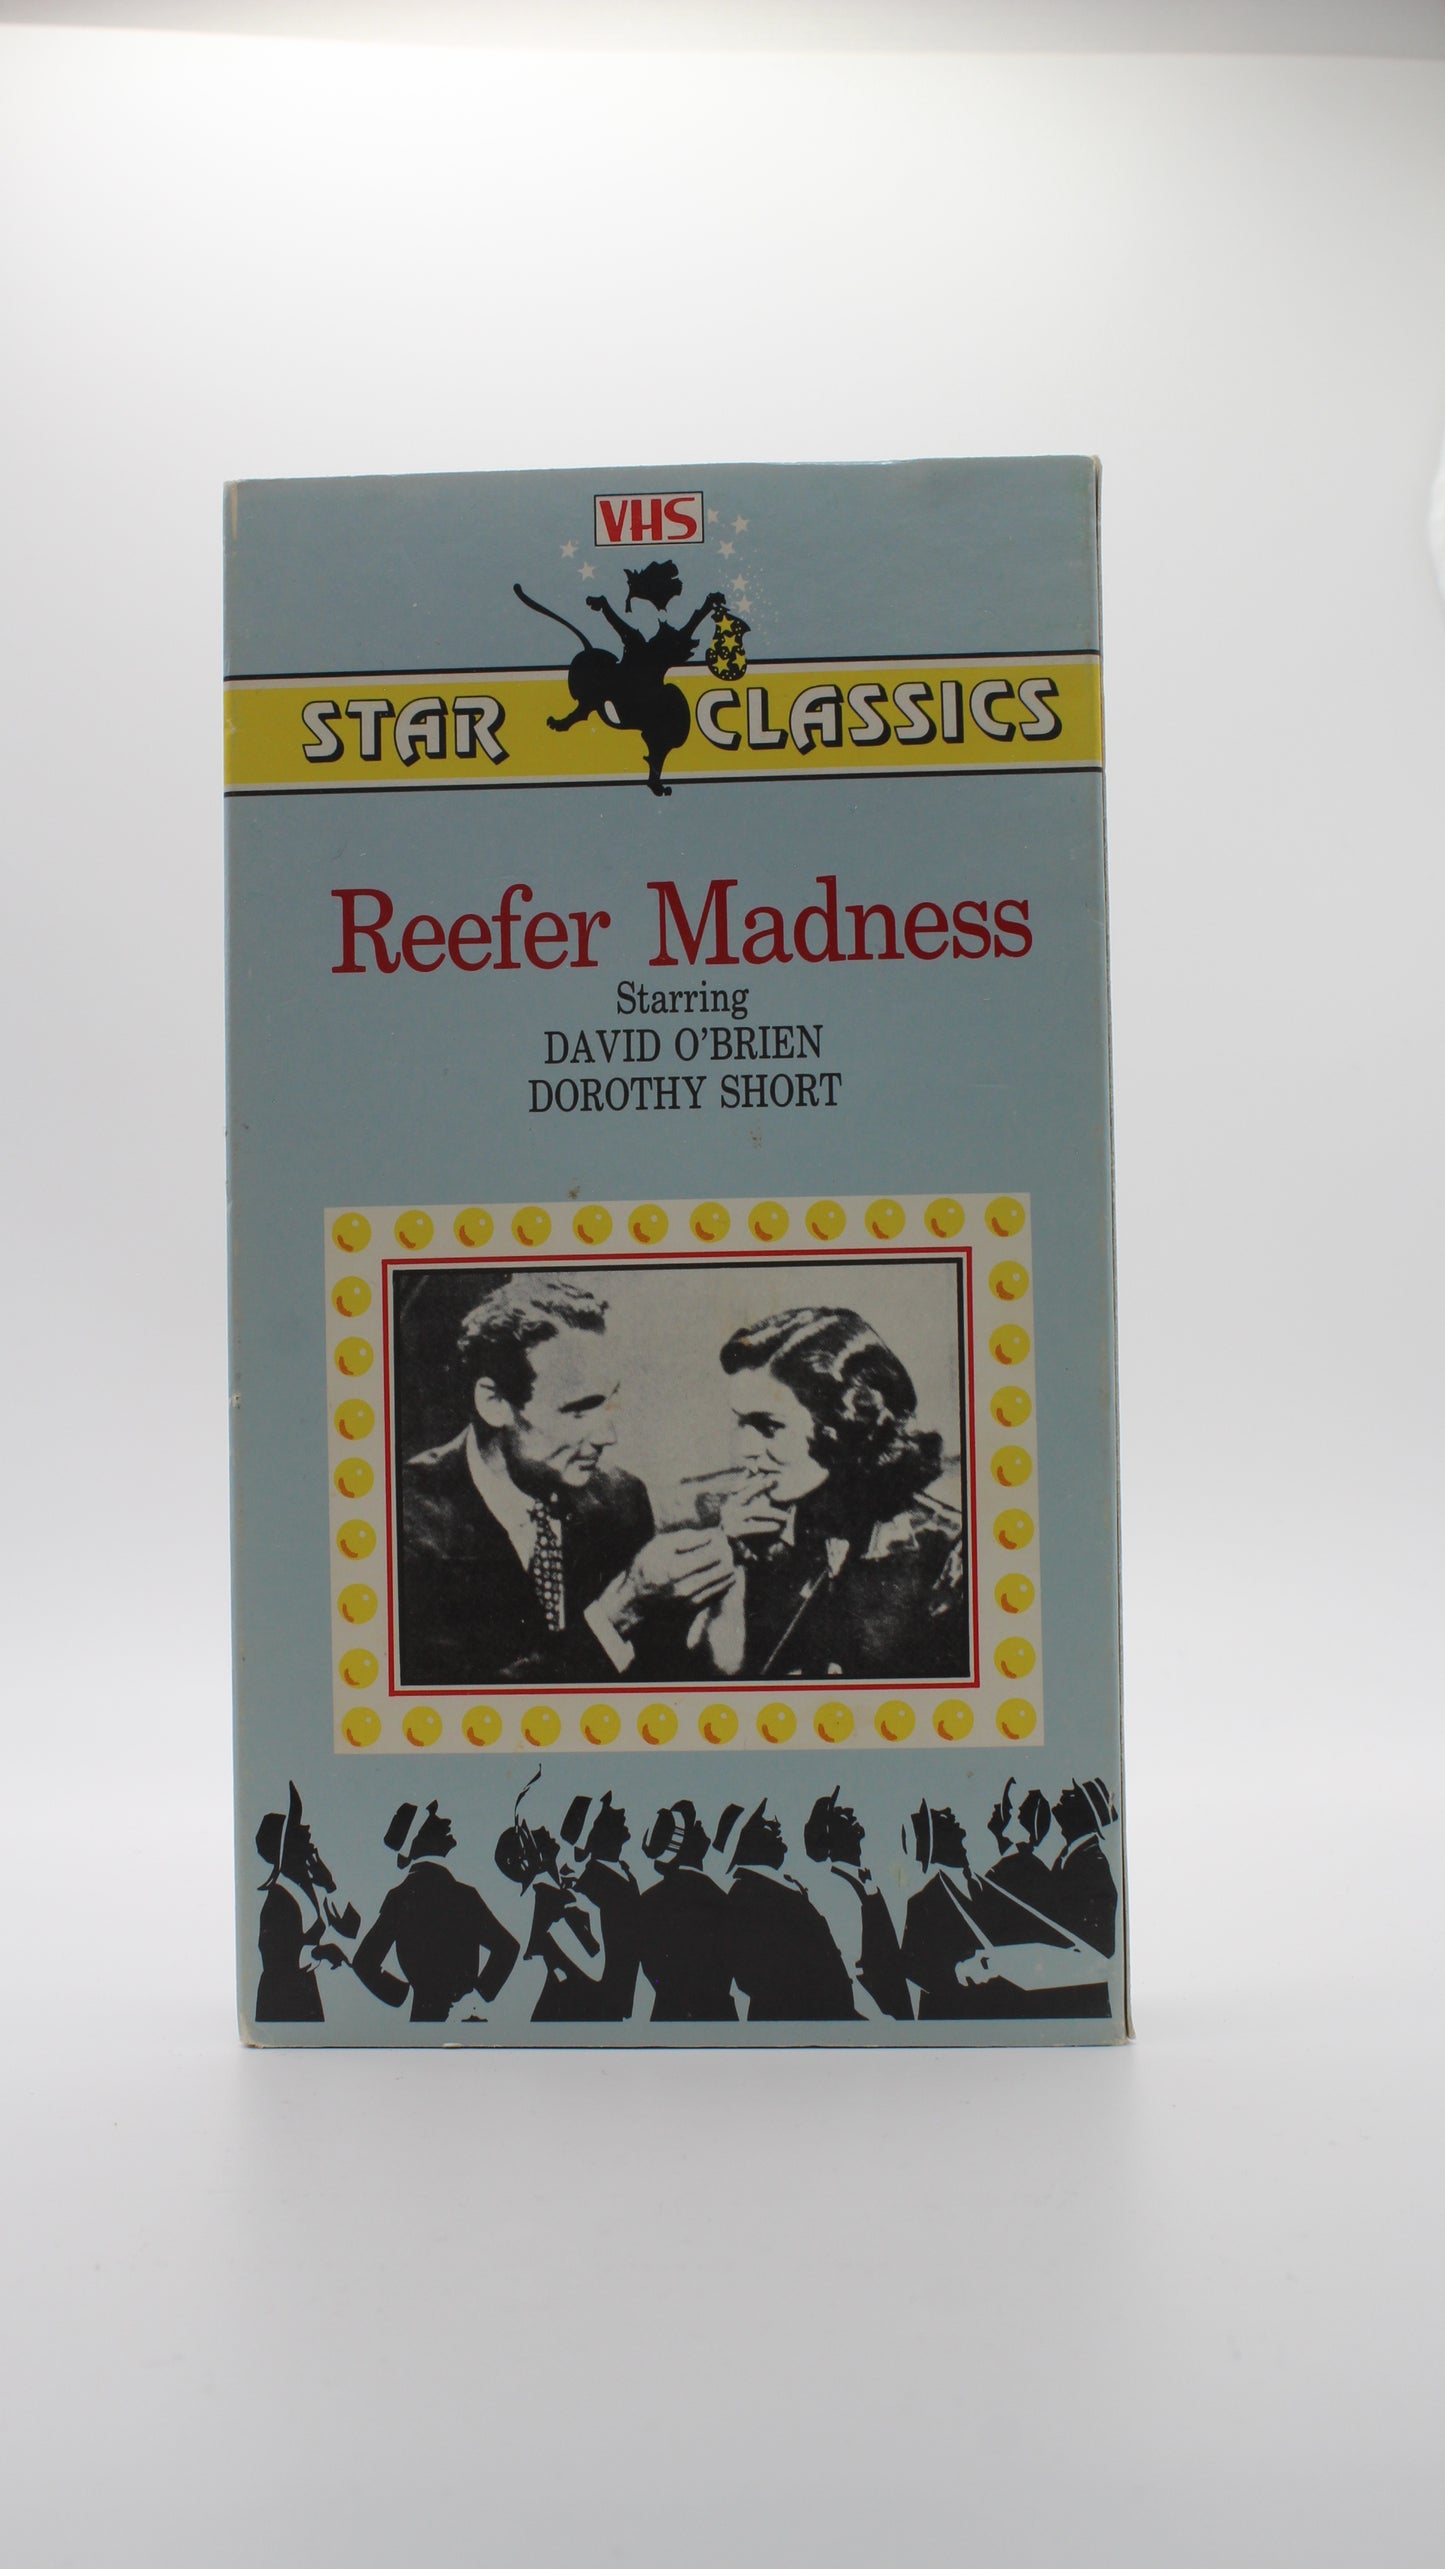 VHS
STAR CLASSICS
Reefer Madness
Starring
DAVID O'BRIEN
DOROTHY SHORT